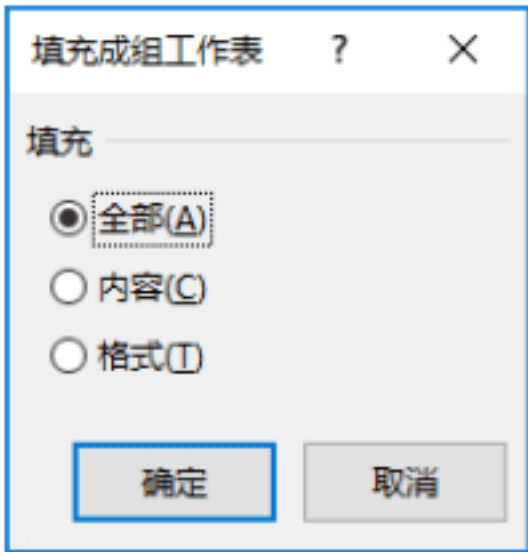 填充成组工作表 ?
填充
全部(A)
内容(C)
格式(T)
确定 取消